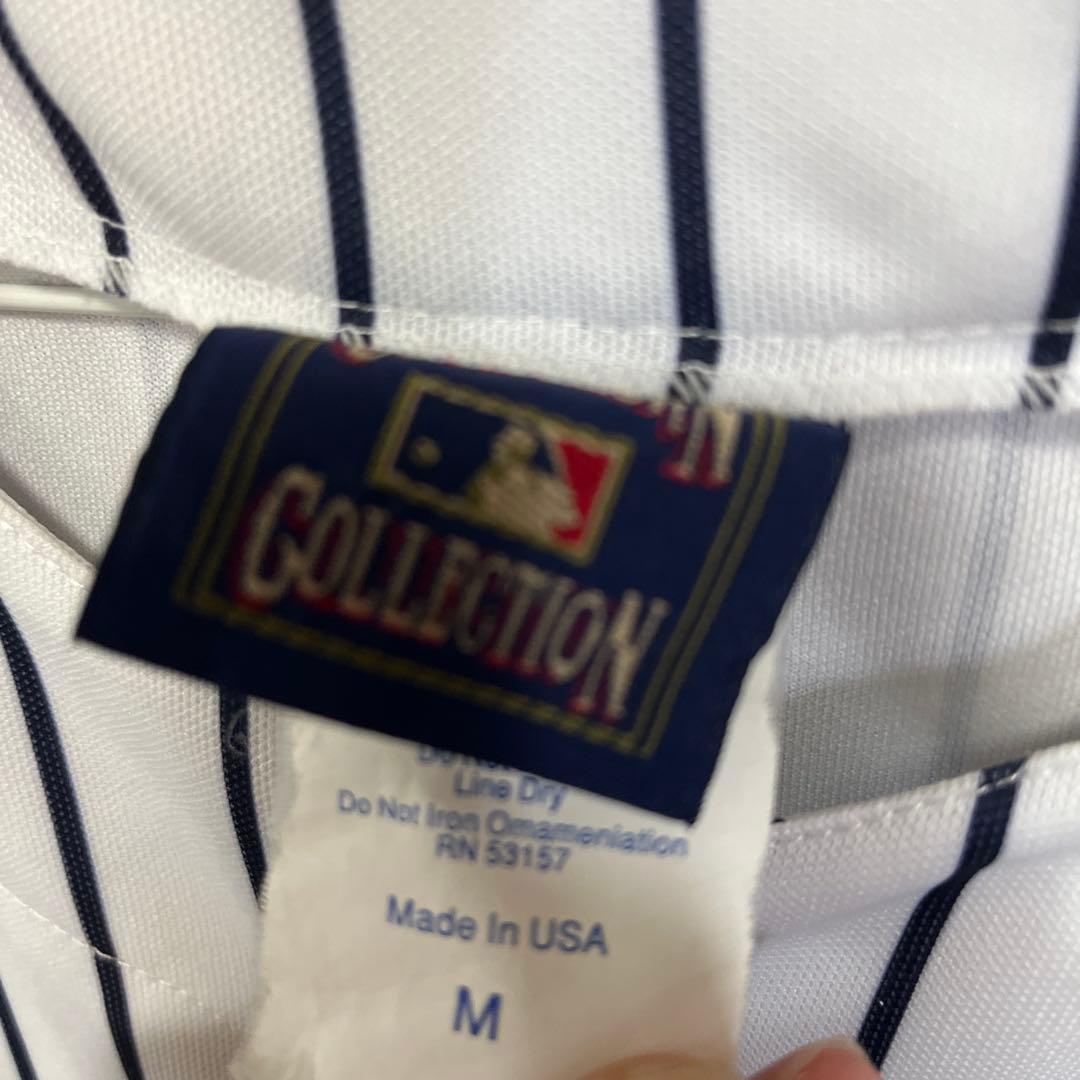 COLLECTION
Line Dry
Do Not Iron Ornamentation
RN 53157
Made In USA
M